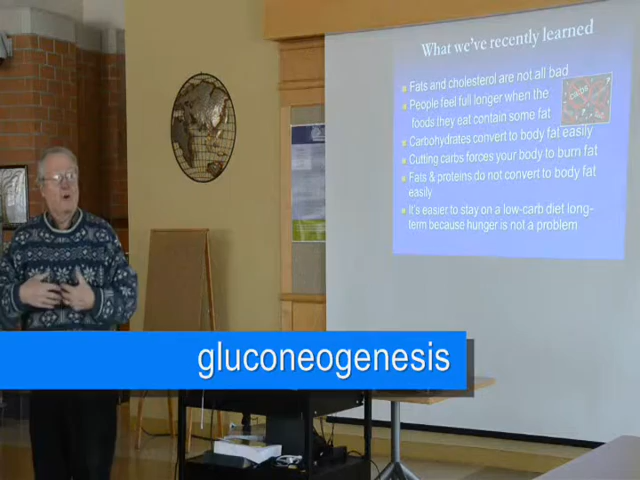 What we've recently learned
Fats and cholesterol are not all bad
People feel full longer when the
foods they eat contain some fat
Carbohydrates convert to body fat easily
Cutting carbs forces your body to burn fat
Fats & proteins do not convert to body fat
easily
It's easier to stay on a low-carb diet long-
term because hunger is not a problem
gluconeogenesis